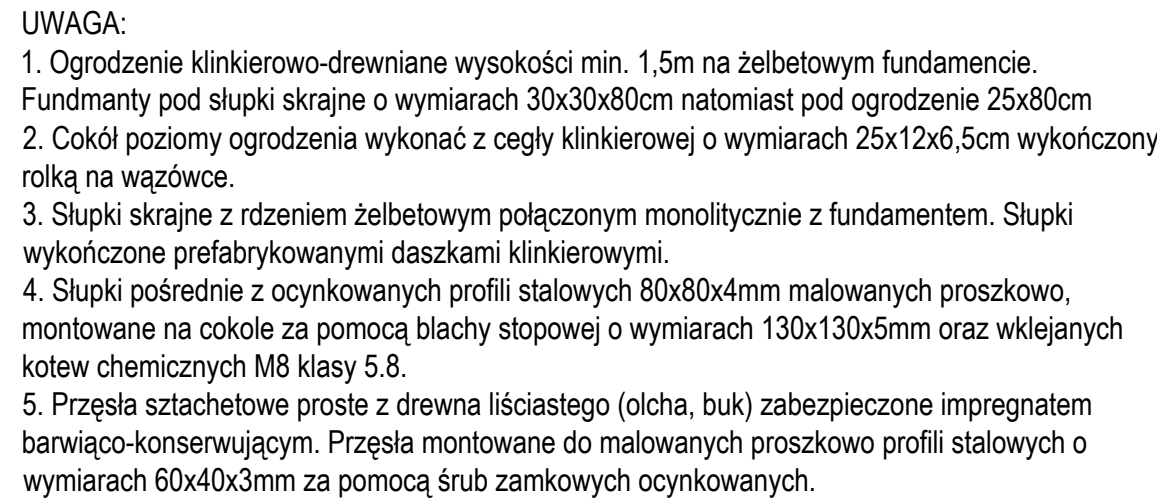 UWAGA:
1. Ogrodzenie klinkierowo-drewniane wysokości min. 1,5m na żelbetowym fundamencie.
Fundmanty pod słupki skrajne o wymiarach 30x30x80cm natomiast pod ogrodzenie 25x80cm
2. Cokół poziomy ogrodzenia wykonać z cegły klinkierowej o wymiarach 25x12x6,5cm wykończony
rolką na wązówce.
3. Słupki skrajne z rdzeniem żelbetowym połączonym monolitycznie z fundamentem. Słupki
wykończone prefabrykowanymi daszkami klinkierowymi.
4. Słupki pośrednie z ocynkowanych profili stalowych 80x80x4mm malowanych proszkowo,
montowane na cokole za pomocą blachy stopowej o wymiarach 130x130x5mm oraz wklejanych
kotew chemicznych M8 klasy 5.8.
5. Przęsła sztachetowe proste z drewna liściastego (olcha, buk) zabezpieczone impregnatem
barwiąco-konserwującym. Przęsła montowane do malowanych proszkowo profili stalowych o
wymiarach 60x40x3mm za pomocą śrub zamkowych ocynkowanych.